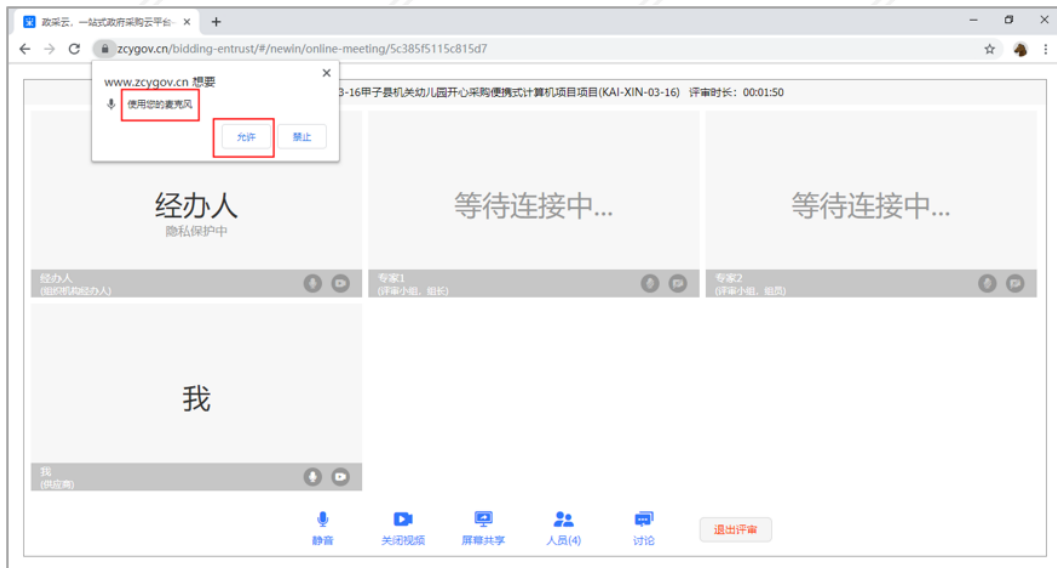 政采云，一站式政府采购云平台-
zcygov.cn/bidding-entrust/#/newin/online-meeting/5c385f5115c815d7
www.zcygov.cn 想要
使用您的麦克风
允许
禁止
3-16甲子县机关幼儿园开心采购便携式计算机项目项目(KAI-XIN-03-16) 评审时长：00:01:50
经办人
隐私保护中
经办人
(组织机构经办人)
等待连接中...
专家1
(评审小组，组长)
等待连接中...
专家2
(评审小组，组员)
我
我
(供应商)
静音
关闭视频
屏幕共享
人员(4)
讨论
退出评审